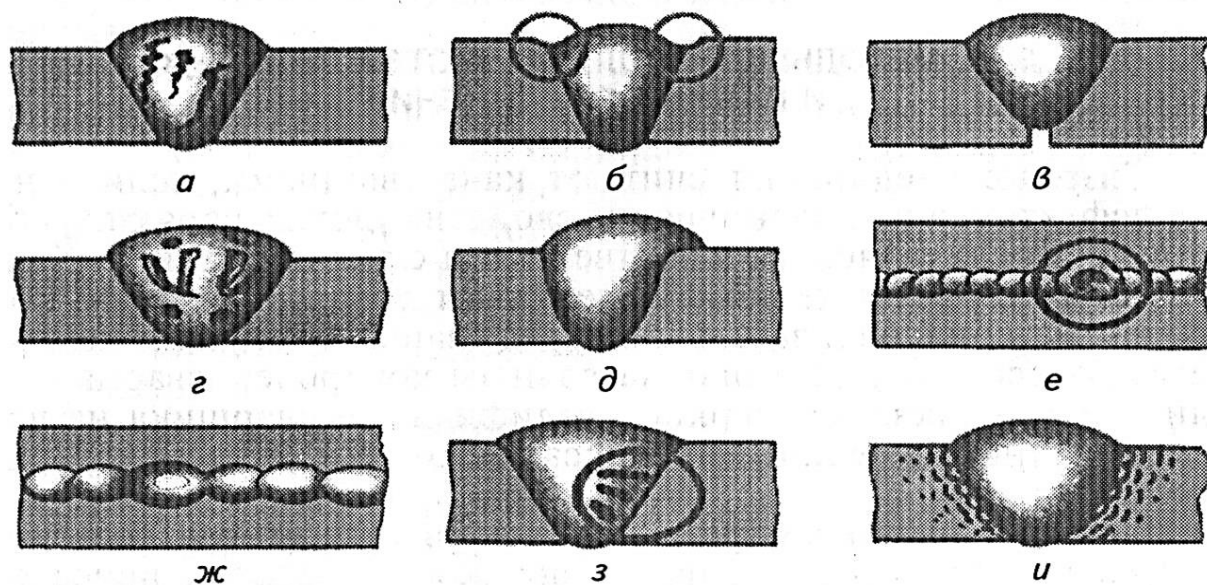 а б в
г д е
ж з и